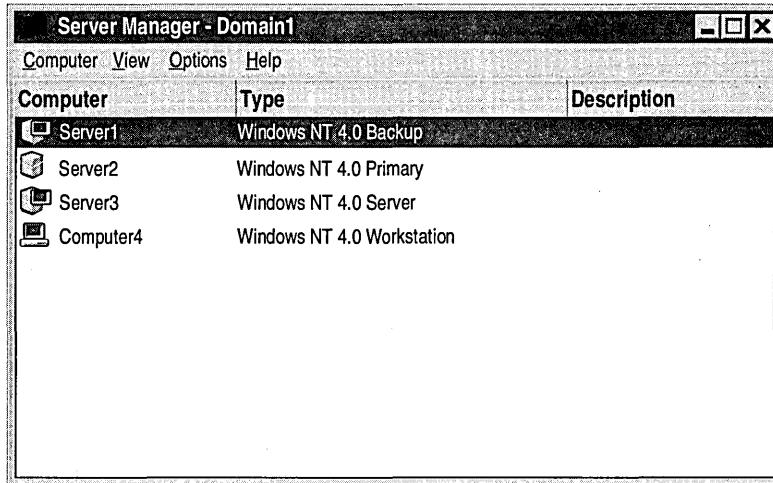 Server Manager - Domain1
Computer View Options Help
Computer Type Description
Server1 Windows NT 4.0 Backup
Server2 Windows NT 4.0 Primary
Server3 Windows NT 4.0 Server
Computer4 Windows NT 4.0 Workstation